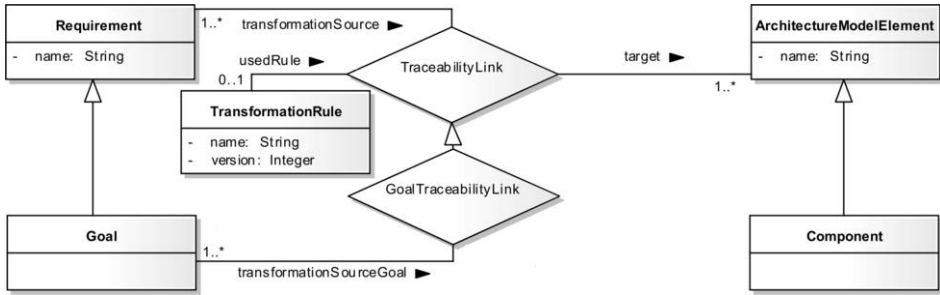 Requirement
- name: String
1..*
transformationSource ►
usedRule ►
0..1
TraceabilityLink
target ►
1..*
ArchitectureModelElement
- name: String
TransformationRule
- name: String
- version: Integer
GoalTraceabilityLink
Goal
1..*
transformationSourceGoal ►
Component